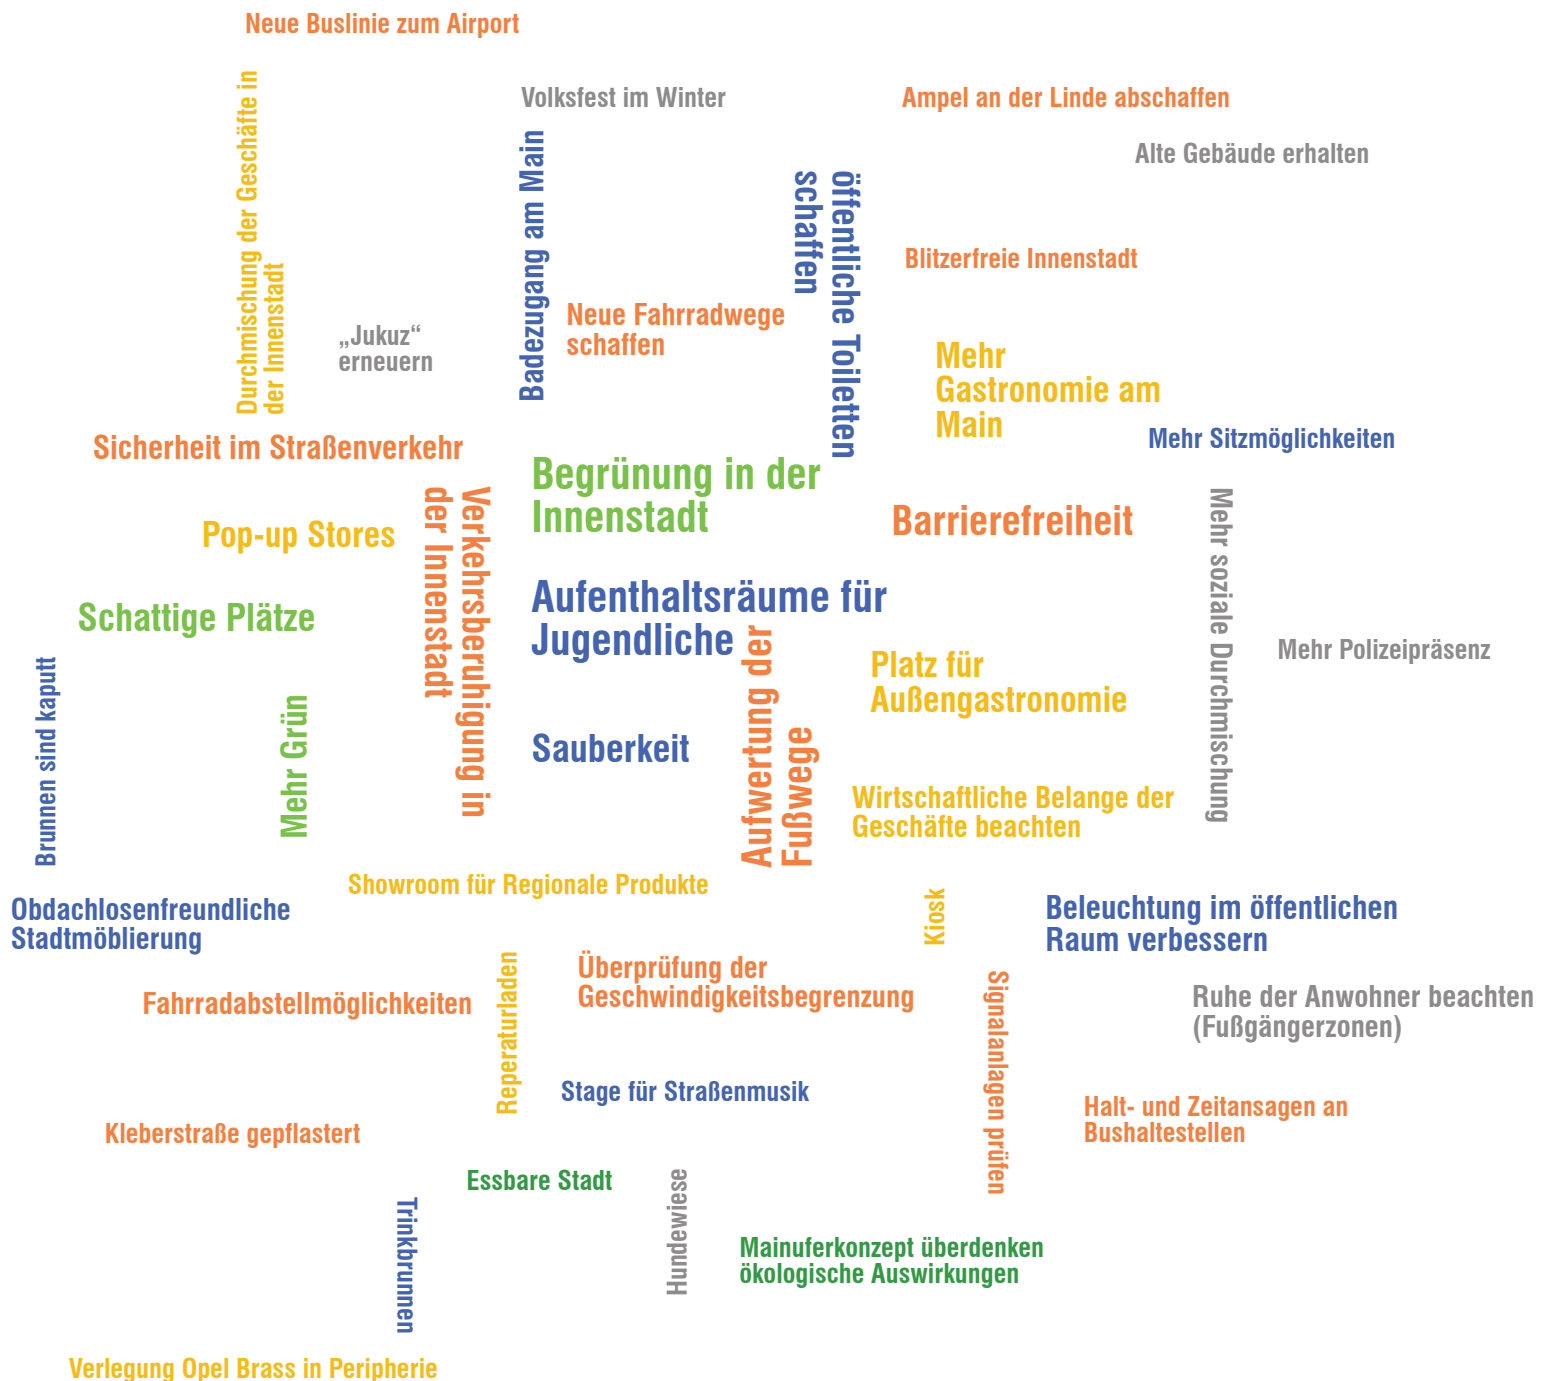 Neue Buslinie zum Airport
Durchmischung der Geschäfte in
der Innenstadt
Volksfest im Winter
Ampel an der Linde abschaffen
Alte Gebäude erhalten
Badezugang am Main
öffentliche Toiletten
schaffen
Blitzerfreie Innenstadt
„Jukuz“
erneuern
Neue Fahrradwege
schaffen
Mehr
Gastronomie am
Main
Sicherheit im Straßenverkehr
Mehr Sitzmöglichkeiten
Begrünung in der
Innenstadt
Pop-up Stores
Verkehrsberuhigung in
der Innenstadt
Barrierefreiheit
Mehr soziale Durchmischung
Schattige Plätze
Aufenthaltsräume für
Jugendliche
Aufwertung der
Fußwege
Platz für
Außengastronomie
Mehr Polizeipräsenz
Brunnen sind kaputt
Mehr Grün
Sauberkeit
Wirtschaftliche Belange der
Geschäfte beachten
Showroom für Regionale Produkte
Kiosk
Obdachlosenfreundliche
Stadtmöblierung
Beleuchtung im öffentlichen
Raum verbessern
Fahrradabstellmöglichkeiten
Reperaturladen
Überprüfung der
Geschwindigkeitsbegrenzung
Signalanlagen prüfen
Ruhe der Anwohner beachten
(Fußgängerzonen)
Stage für Straßenmusik
Halt- und Zeitansagen an
Bushaltestellen
Kleberstraße gepflastert
Essbare Stadt
Hundewiese
Trinkbrunnen
Mainuferkonzept überdenken
ökologische Auswirkungen
Verlegung Opel Brass in Peripherie